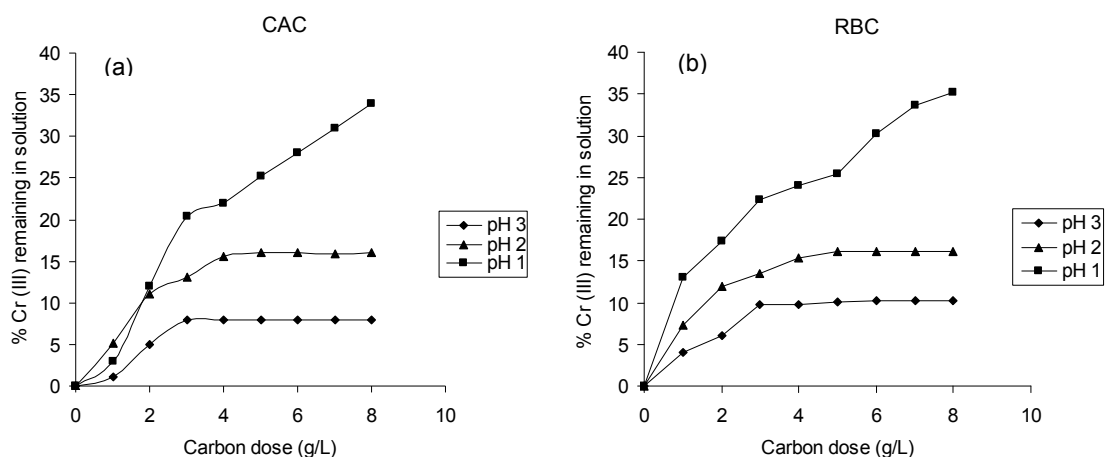 CAC
(a)
% Cr (III) remaining in solution
40
35
30
25
20
15
10
5
0
0 2 4 6 8 10
Carbon dose (g/L)
pH 3
pH 2
pH 1
RBC
(b)
% Cr (III) remaining in solution
40
35
30
25
20
15
10
5
0
0 2 4 6 8 10
Carbon dose (g/L)
pH 3
pH 2
pH 1